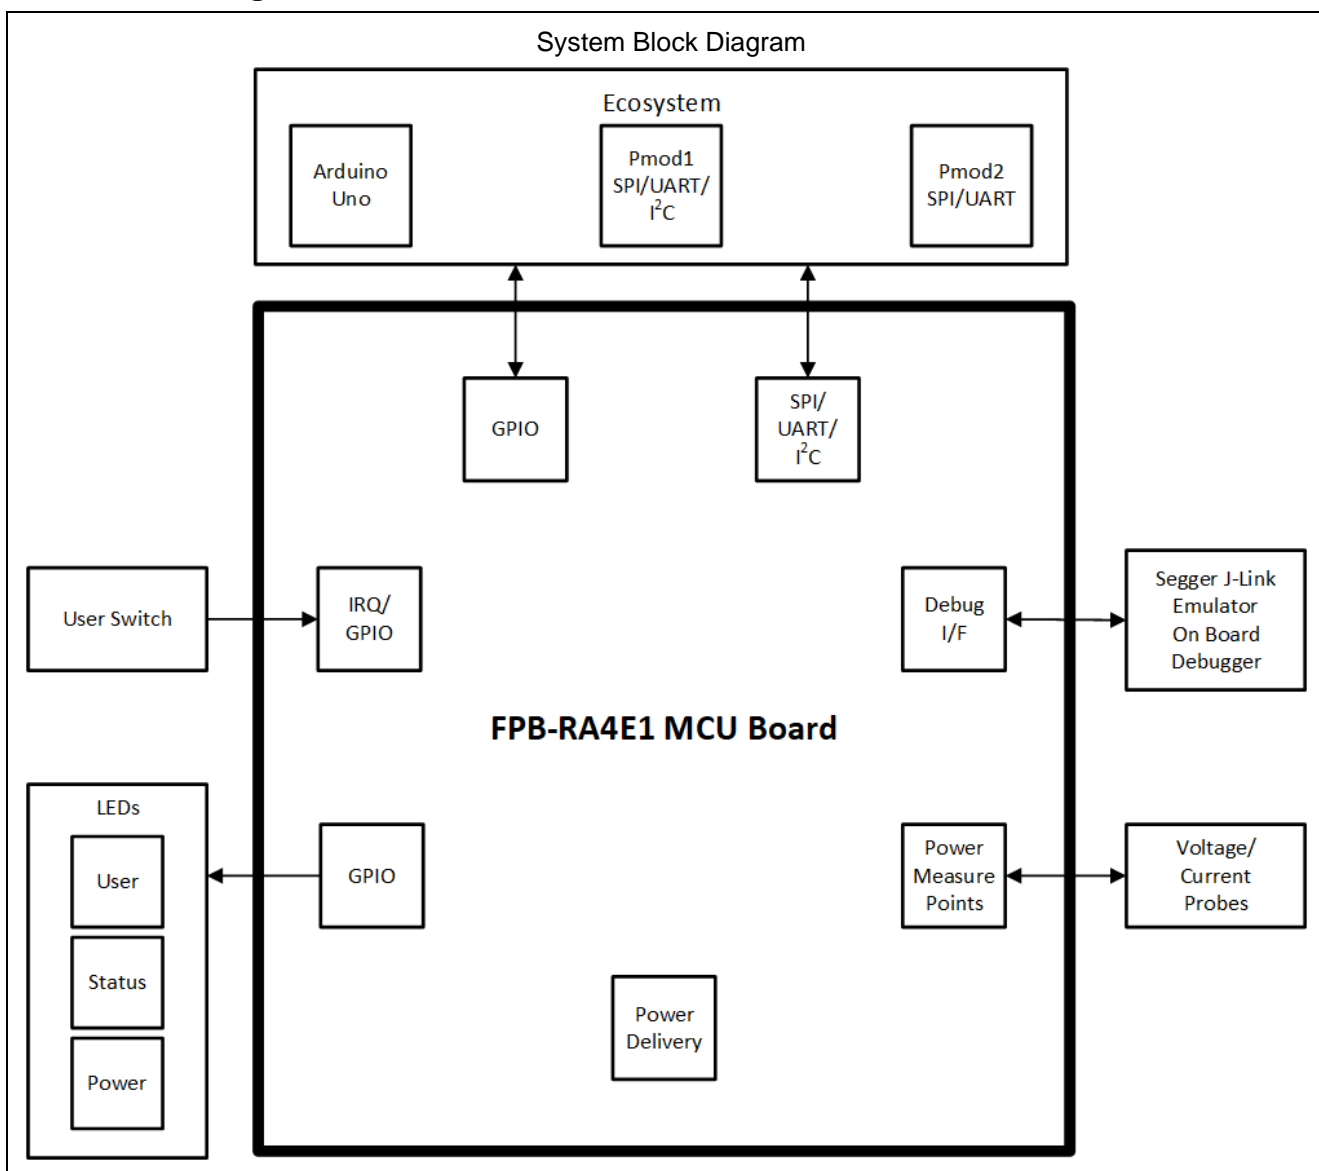 System Block Diagram
Ecosystem
Arduino
Uno
Pmod1
SPI/UART/
I²C
Pmod2
SPI/UART
GPIO
SPI/
UART/
I²C
User Switch
IRQ/
GPIO
Debug
I/F
Segger J-Link
Emulator
On Board
Debugger
FPB-RA4E1 MCU Board
LEDs
User
Status
Power
GPIO
Power
Measure
Points
Voltage/
Current
Probes
Power
Delivery